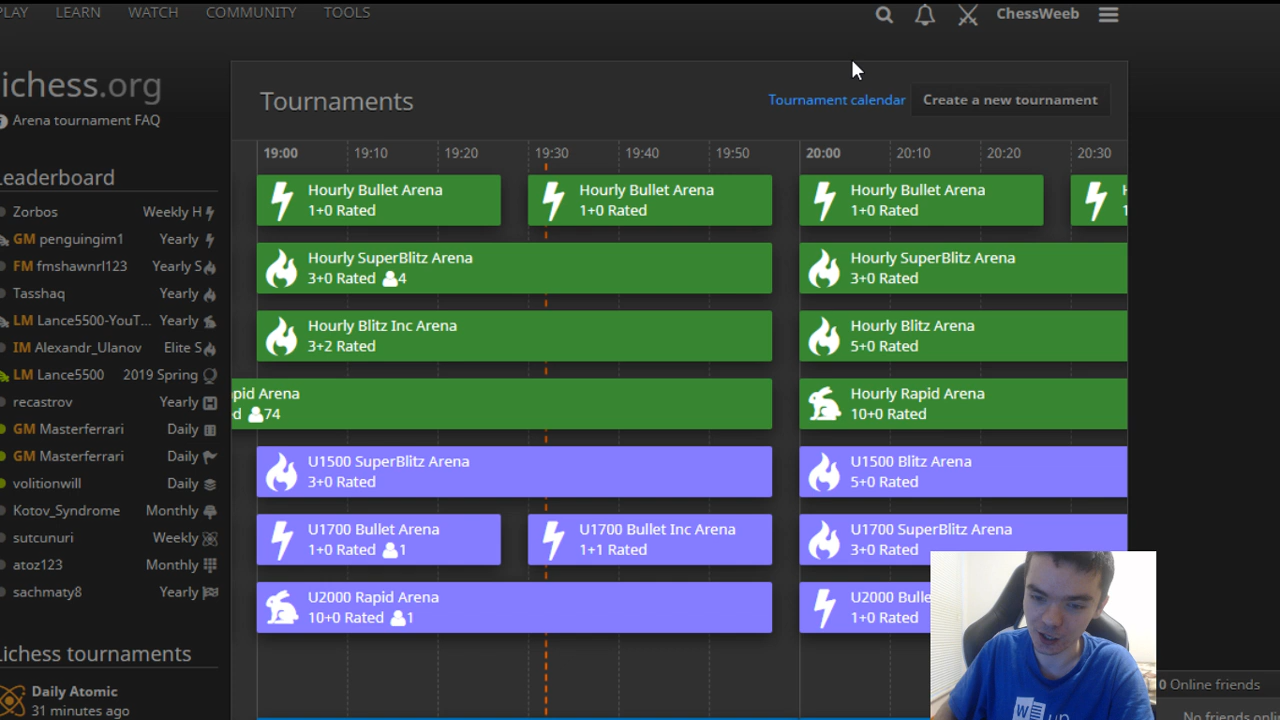 PLAY LEARN WATCH COMMUNITY TOOLS ChessWeeb
lichess.org
Arena tournament FAQ
Leaderboard
Zorbos Weekly H
GM penguingim1 Yearly
FM fmshawnrl123 Yearly S
Tasshaq Yearly
LM Lance5500-YouT... Yearly
IM Alexandr_Ulanov Elite S
LM Lance5500 2019 Spring
recastrov Yearly
GM Masterferrari Daily
GM Masterferrari Daily
volitionwill Daily
Kotov_Syndrome Monthly
sutcunuri Weekly
atoz123 Monthly
sachmaty8 Yearly
Lichess tournaments
Daily Atomic
31 minutes ago
Tournaments
Tournament calendar Create a new tournament
19:00 19:10 19:20 19:30 19:40 19:50 20:00 20:10 20:20 20:30
Hourly Bullet Arena
1+0 Rated
Hourly Bullet Arena
1+0 Rated
Hourly Bullet Arena
1+0 Rated
H
1
Hourly SuperBlitz Arena
3+0 Rated 4
Hourly SuperBlitz Arena
3+0 Rated
Hourly Blitz Inc Arena
3+2 Rated
Hourly Blitz Arena
5+0 Rated
pid Arena
d 74
Hourly Rapid Arena
10+0 Rated
U1500 SuperBlitz Arena
3+0 Rated
U1500 Blitz Arena
5+0 Rated
U1700 Bullet Arena
1+0 Rated 1
U1700 Bullet Inc Arena
1+1 Rated
U1700 SuperBlitz Arena
3+0 Rated
U2000 Rapid Arena
10+0 Rated 1
U2000 Bulle
1+0 Rated
W up
0 Online friends
No friends onli